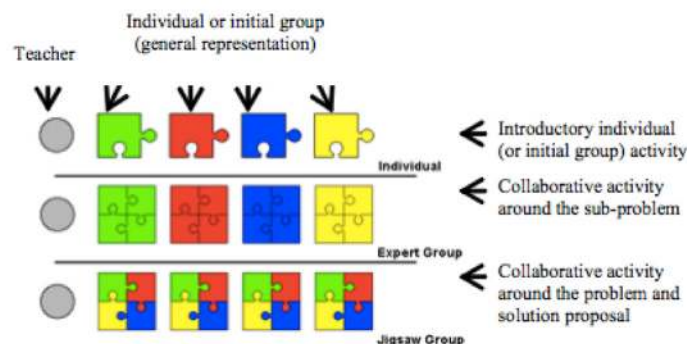 Individual or initial group
(general representation)
Teacher
Introductory individual
(or initial group) activity
Individual
Collaborative activity
around the sub-problem
Expert Group
Collaborative activity
around the problem and
solution proposal
Jigsaw Group